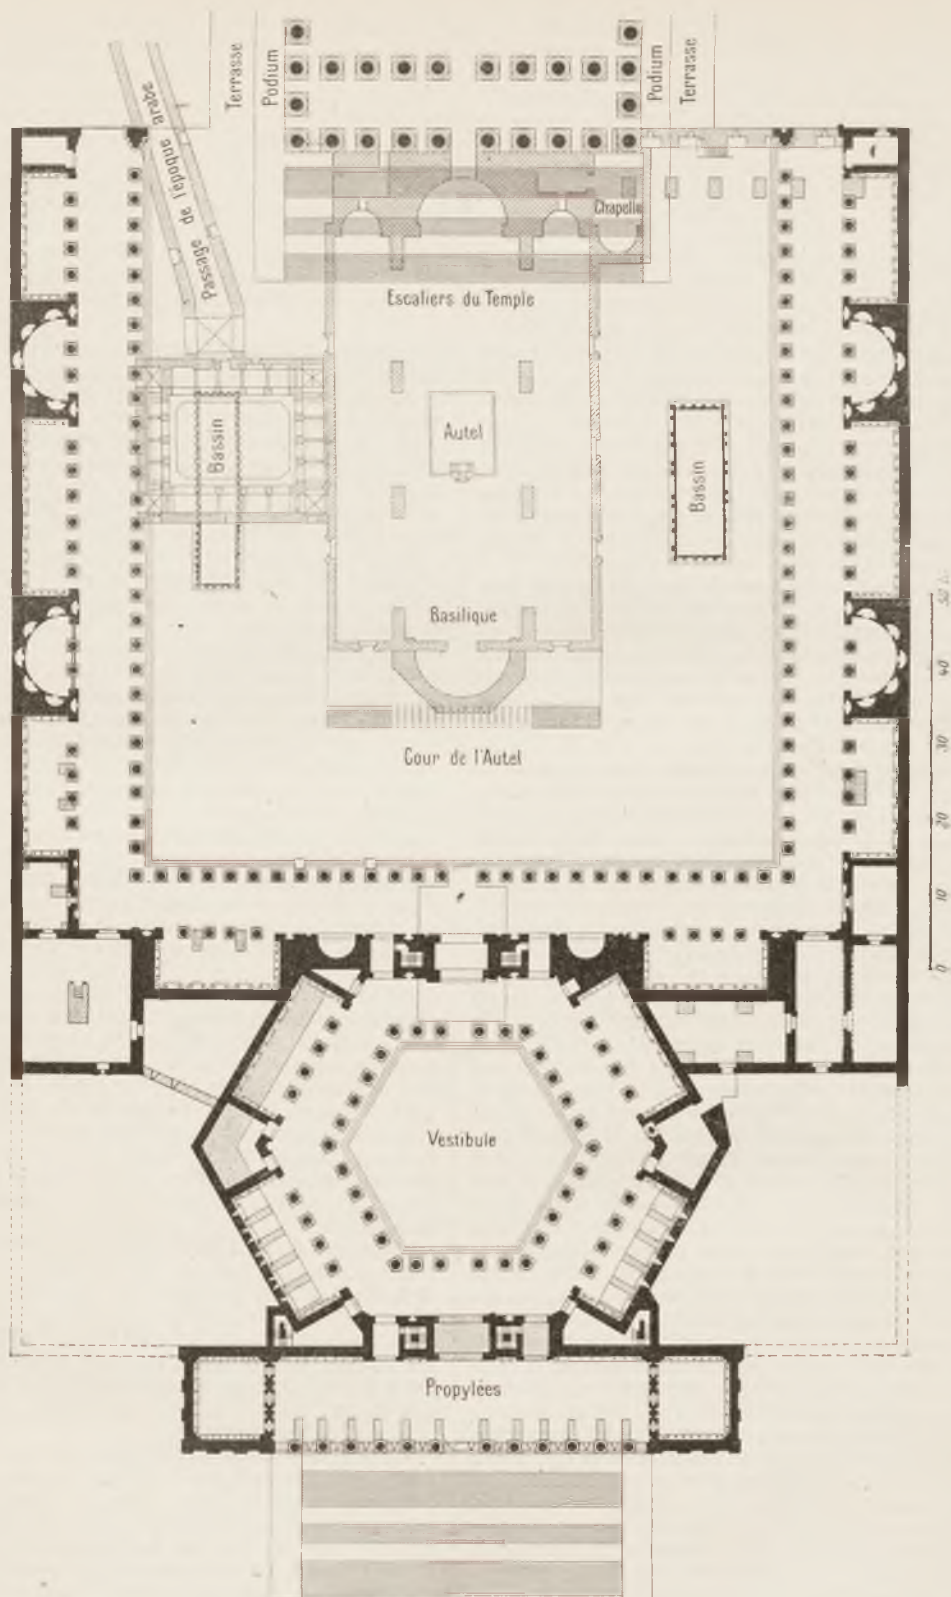 Terrasse
Podium
Podium
Terrasse
Passage de l'époque arabe
Chapelle
Escaliers du Temple
Bassin
Autel
Bassin
Basilique
Cour de l'Autel
50
40
30
20
10
0
Vestibule
Propylées